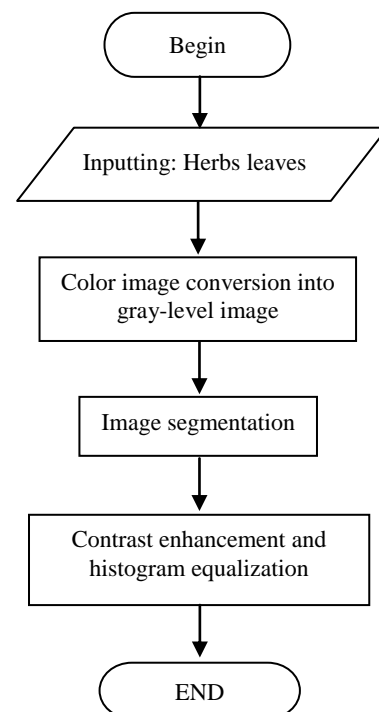 Begin
Inputting: Herbs leaves
Color image conversion into
gray-level image
Image segmentation
Contrast enhancement and
histogram equalization
END